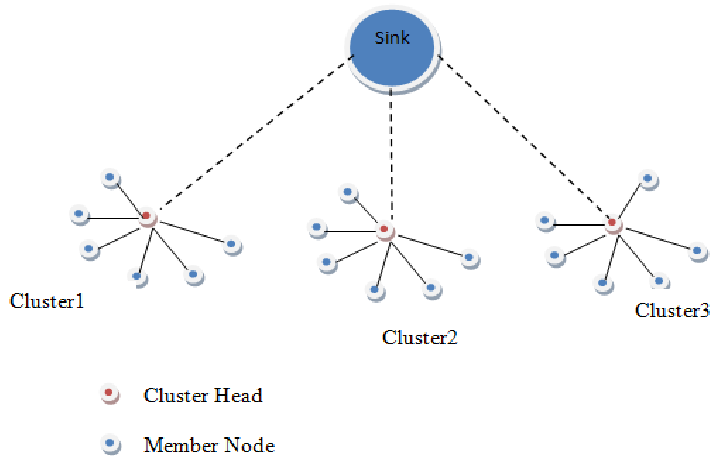 Sink
Cluster1
Cluster2
Cluster3
Cluster Head
Member Node